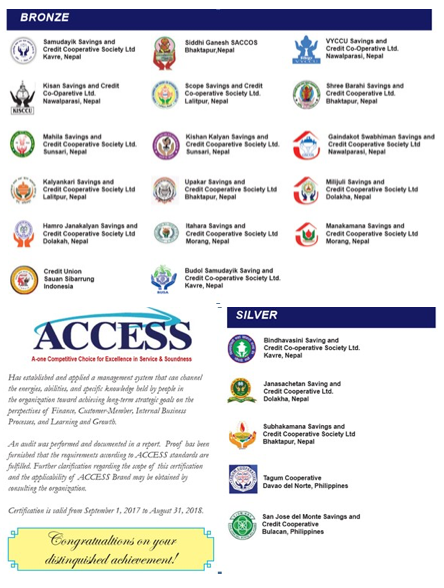 BRONZE
Samudayik Savings and
Credit Cooperative Society Ltd
Kavre, Nepal
Siddhi Ganesh SACCOS
Bhaktapur,Nepal
VYCCU Savings and
Credit Co-Operative Ltd.
Nawalparasi, Nepal
Kisan Savings and Credit
Co-Oparetive Ltd.
Nawalparasi, Nepal
KISCCU
Scope Savings and Credit
Co-operative Society Ltd.
Lalitpur, Nepal
Shree Barahi Savings and
Credit Cooperative Ltd.
Bhaktapur, Nepal
Mahila Savings and
Credit Cooperative Society Ltd.
Sunsari, Nepal
Kishan Kalyan Savings and
Credit Cooperative Society Ltd.
Sunsari, Nepal
Gaindakot Swabhiman Savings and
Credit Cooperative Society Ltd
Nawalparasi, Nepal
Kalyankari Savings and
Credit Cooperative Society Ltd
Lalitpur, Nepal
Upakar Savings and
Credit Cooperative Society Ltd
Bhaktapur, Nepal
Milijuli Savings and
Credit Cooperative Society Ltd
Dolakha, Nepal
Hamro Janakalyan Savings and
Credit Cooperative Society Ltd
Dolakah, Nepal
Itahara Savings and
Credit Cooperative Society Ltd
Morang, Nepal
Manakamana Savings and
Credit Cooperative Society Ltd
Morang, Nepal
Credit Union
Sauan Sibarrung
Indonesia
Budol Samudayik Saving and
Credit Co-operative Society Ltd.
Kavre, Nepal
ACCESS
A-one Competitive Choice for Excellence in Service & Soundness
Has established and applied a management system that can channel
the energies, abilities, and specific knowledge held by people in
the organization toward achieving long-term strategic goals on the
perspectives of Finance, Customer-Member, Internal Business
Processes, and Learning and Growth.
An audit was performed and documented in a report. Proof has been
furnished that the requirements according to ACCESS standards are
fulfilled. Further clarification regarding the scope of this certification
and the applicability of ACCESS Brand may be obtained by
consulting the organization.
Certification is valid from September 1, 2017 to August 31, 2018.
Congratualtions on your
distinguished achievement!
SILVER
Bindhavasini Saving and
Credit Co-operative Society Ltd.
Kavre, Nepal
Janasachetan Saving and
Credit Cooperative Ltd.
Dolakha, Nepal
Subhakamana Savings and
Credit Cooperative Society Ltd
Bhaktapur, Nepal
Tagum Cooperative
Davao del Norte, Philippines
San Jose del Monte Savings and
Credit Cooperative
Bulacan, Philippines